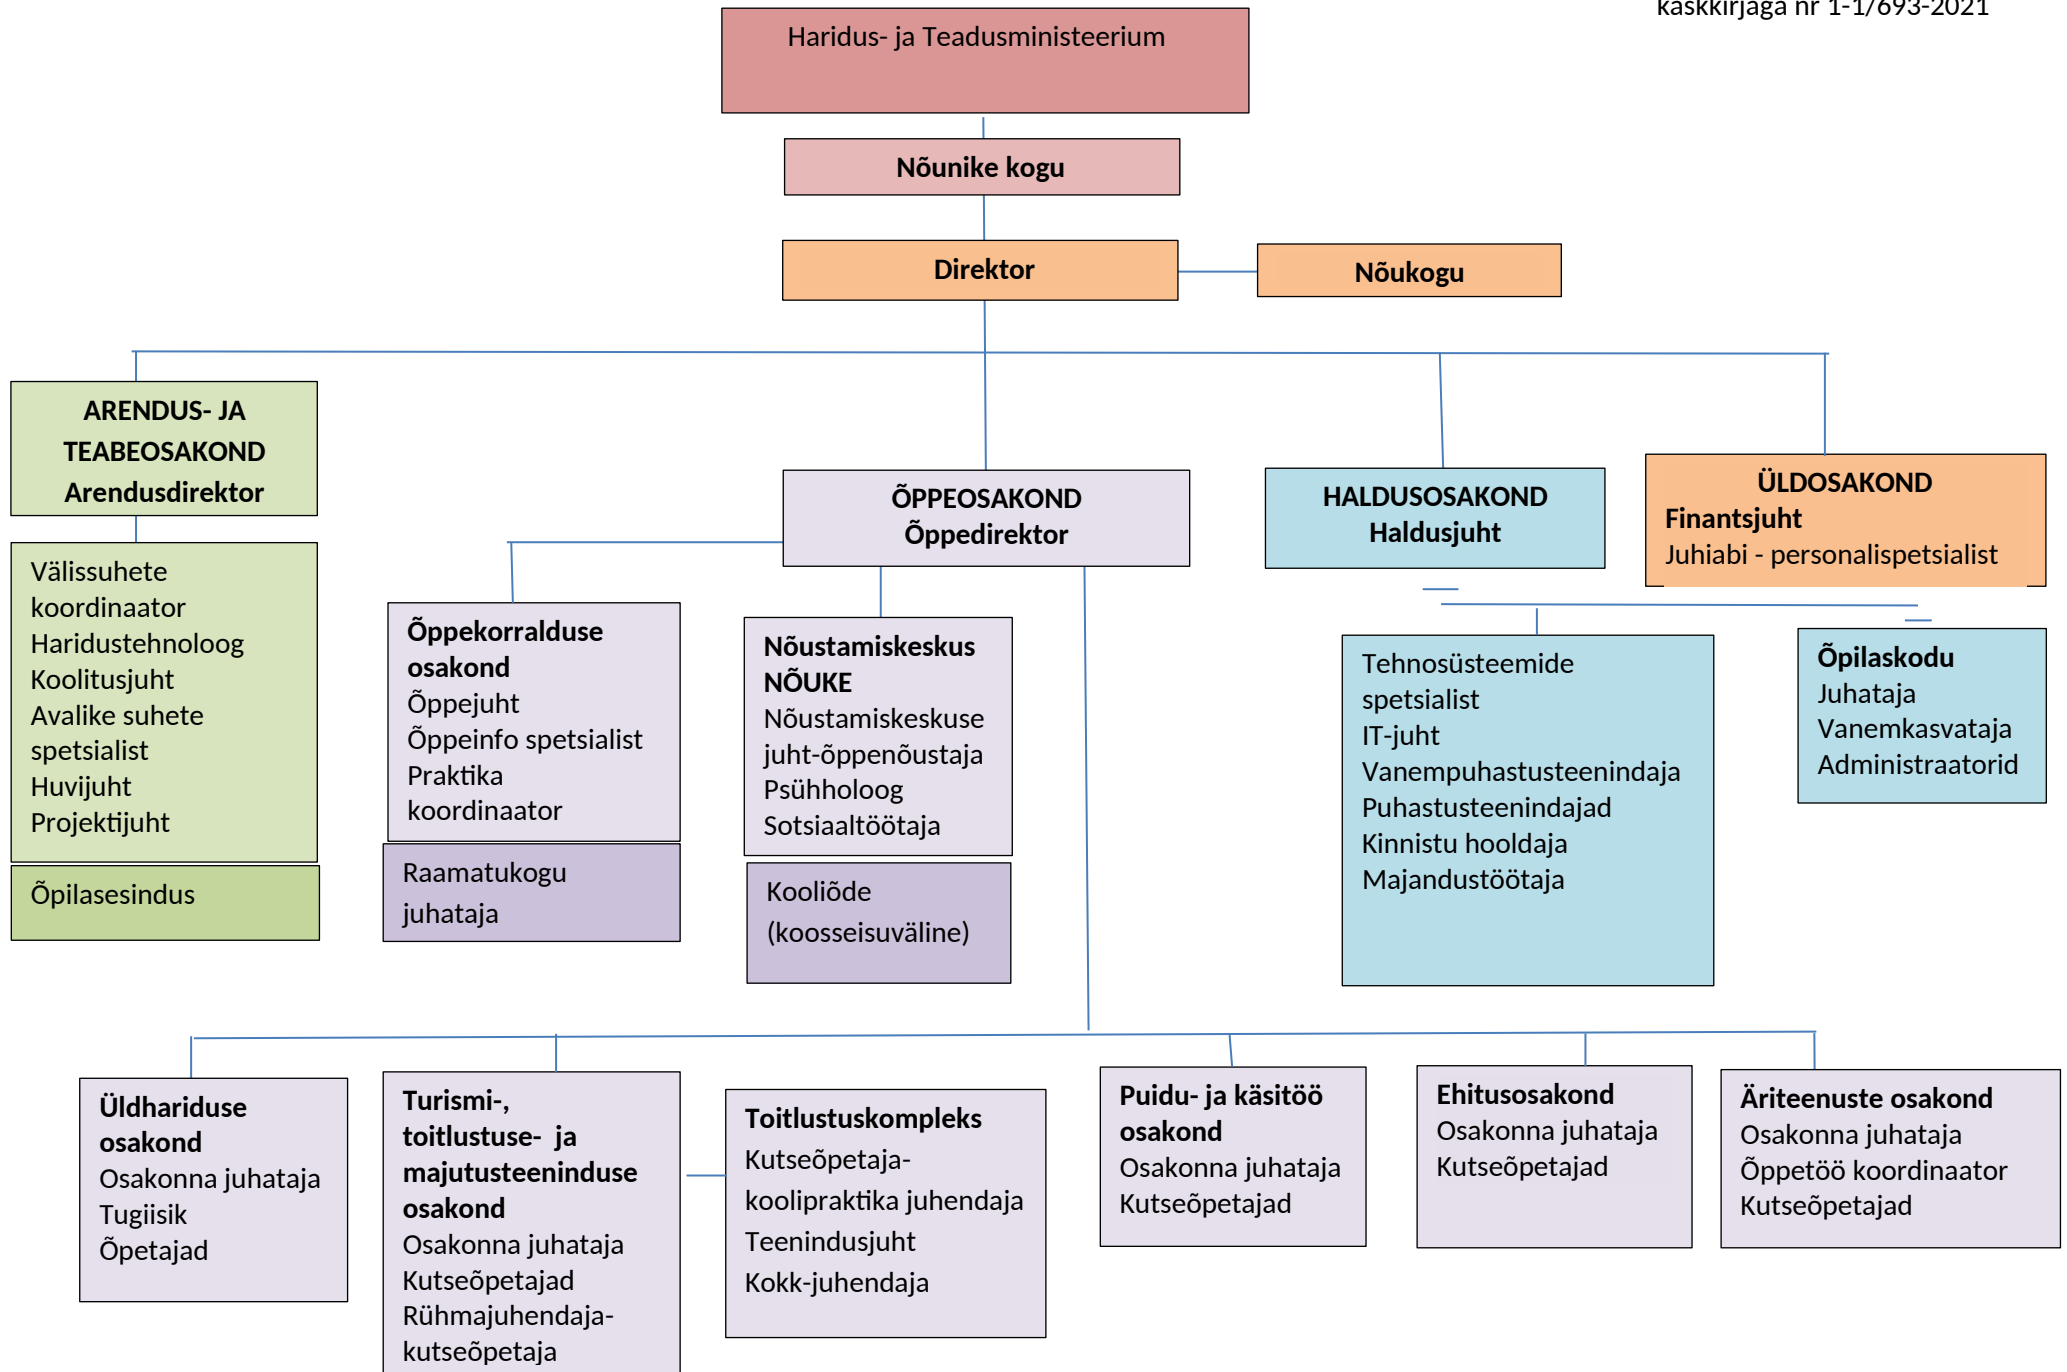 käskkirjaga nr 1-1/693-2021
Haridus- ja Teadusministeerium
Nõunike kogu
Direktor
Nõukogu
ARENDUS- JA
TEABEOSAKOND
Arendusdirektor
ÕPPEOSAKOND
Õppedirektor
HALDUSOSAKOND
Haldusjuht
ÜLDOSAKOND
Finantsjuht
Juhiabi - personalispetsialist
Välissuhete
koordinaator
Haridustehnoloog
Koolitusjuht
Avalike suhete
spetsialist
Huvijuht
Projektijuht
Õpilasesindus
Õppekorralduse
osakond
Õppejuht
Õppeinfo spetsialist
Praktika
koordinaator
Raamatukogu
juhataja
Nõustamiskeskus
NÕUKE
Nõustamiskeskuse
juht-õppenõustaja
Psühholoog
Sotsiaaltöötaja
Kooliõde
(koosseisuväline)
Tehnosüsteemide
spetsialist
IT-juht
Vanempuhastusteenindaja
Puhastusteenindajad
Kinnistu hooldaja
Majandustöötaja
Õpilaskodu
Juhataja
Vanemkasvataja
Administraatorid
Üldhariduse
osakond
Osakonna juhataja
Tugiisik
Õpetajad
Turismi-,
toitlustuse- ja
majutusteeninduse
osakond
Osakonna juhataja
Kutseõpetajad
Rühmajuhendaja-
kutseõpetaja
Toitlustuskompleks
Kutseõpetaja-
koolipraktika juhendaja
Teenindusjuht
Kokk-juhendaja
Puidu- ja käsitöö
osakond
Osakonna juhataja
Kutseõpetajad
Ehitusosakond
Osakonna juhataja
Kutseõpetajad
Äriteenuste osakond
Osakonna juhataja
Õppetöö koordinaator
Kutseõpetajad